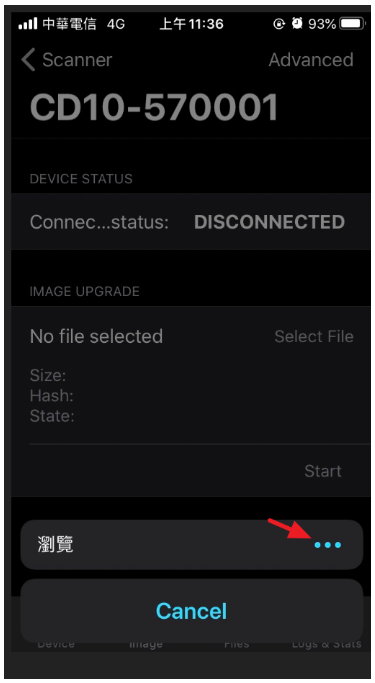 中華電信 4G 上午11:36 93%
Scanner Advanced
CD10-570001
DEVICE STATUS
Connec...status: DISCONNECTED
IMAGE UPGRADE
No file selected Select File
Size:
Hash:
State:
Start
瀏覽 •••
Cancel
Device Image Files Logs & Stats